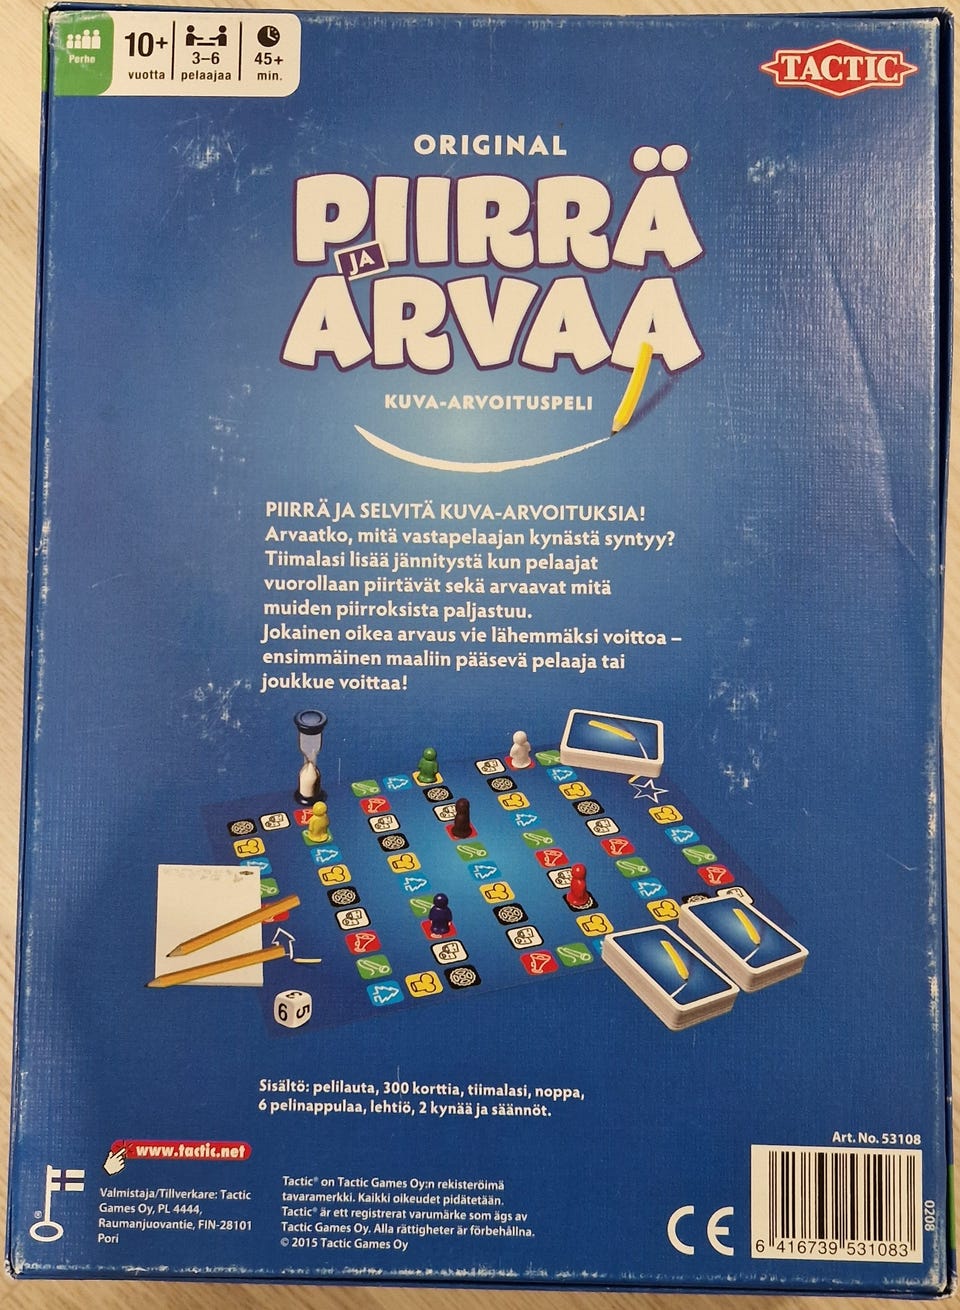 Perhe
10+
vuotta
3–6
pelaajaa
45+
min.
TACTIC
ORIGINAL
PIIRRÄ
JA
ARVAA
KUVA-ARVOITUSPELI
PIIRRÄ JA SELVITÄ KUVA-ARVOITUKSIA!
Arvaatko, mitä vastapelaajan kynästä syntyy?
Tiimalasi lisää jännitystä kun pelaajat
vuorollaan piirtävät sekä arvaavat mitä
muiden piirroksista paljastuu.
Jokainen oikea arvaus vie lähemmäksi voittoa –
ensimmäinen maaliin pääsevä pelaaja tai
joukkue voittaa!
6 5
Sisältö: pelilauta, 300 korttia, tiimalasi, noppa,
6 pelinappulaa, lehtiö, 2 kynää ja säännöt.
www.tactic.net
Valmistaja/Tillverkare: Tactic
Games Oy, PL 4444,
Raumanjuovantie, FIN-28101
Pori
Tactic® on Tactic Games Oy:n rekisteröimä
tavaramerkki. Kaikki oikeudet pidätetään.
Tactic® är ett registrerat varumärke som ägs av
Tactic Games Oy. Alla rättigheter är förbehållna.
© 2015 Tactic Games Oy
CE
Art. No. 53108
6 416739 531083
0208